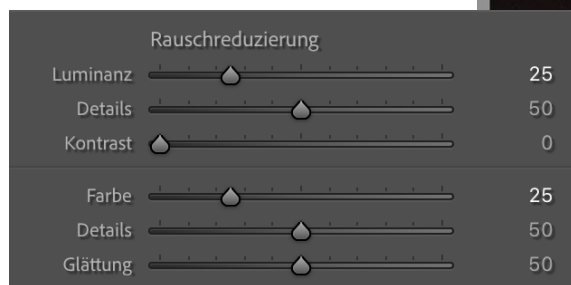 Rauschreduzierung
Luminanz 25
Details 50
Kontrast 0
Farbe 25
Details 50
Glättung 50